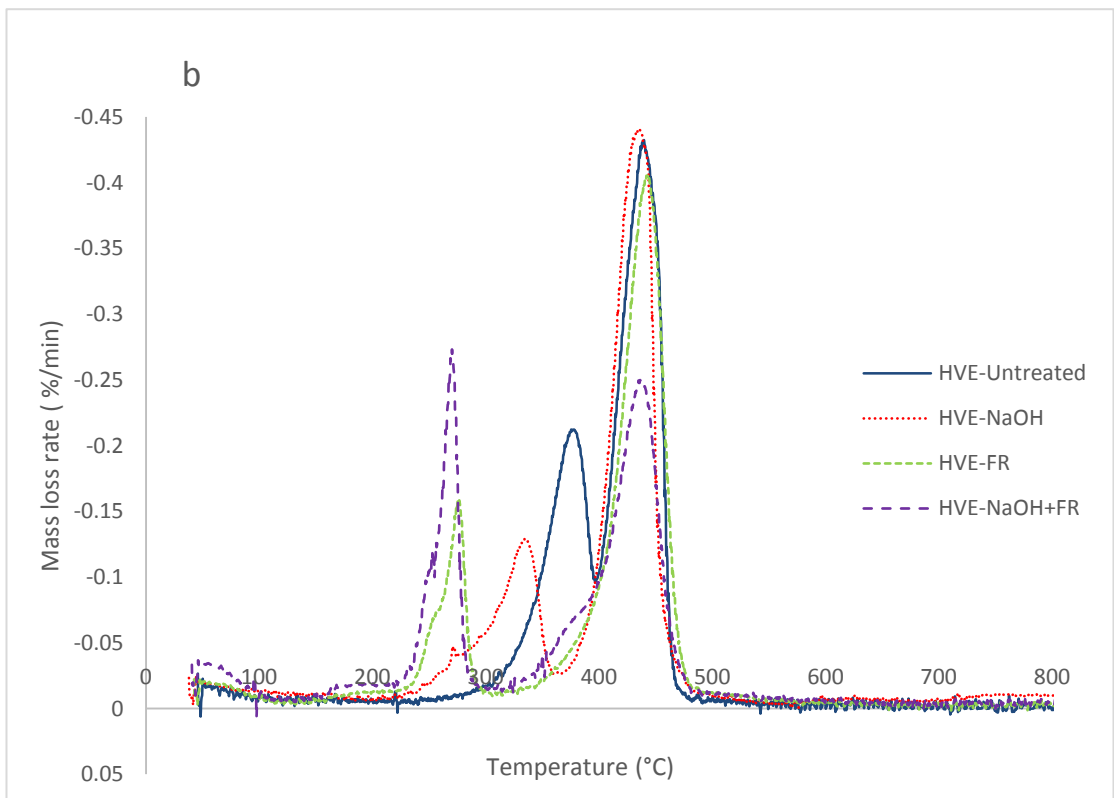 b
-0.45
-0.4
-0.35
-0.3
-0.25
-0.2
-0.15
-0.1
-0.05
0
0.05
Mass loss rate ( %/min)
0 100 200 300 400 500 600 700 800
Temperature (°C)
HVE-Untreated
HVE-NaOH
HVE-FR
HVE-NaOH+FR